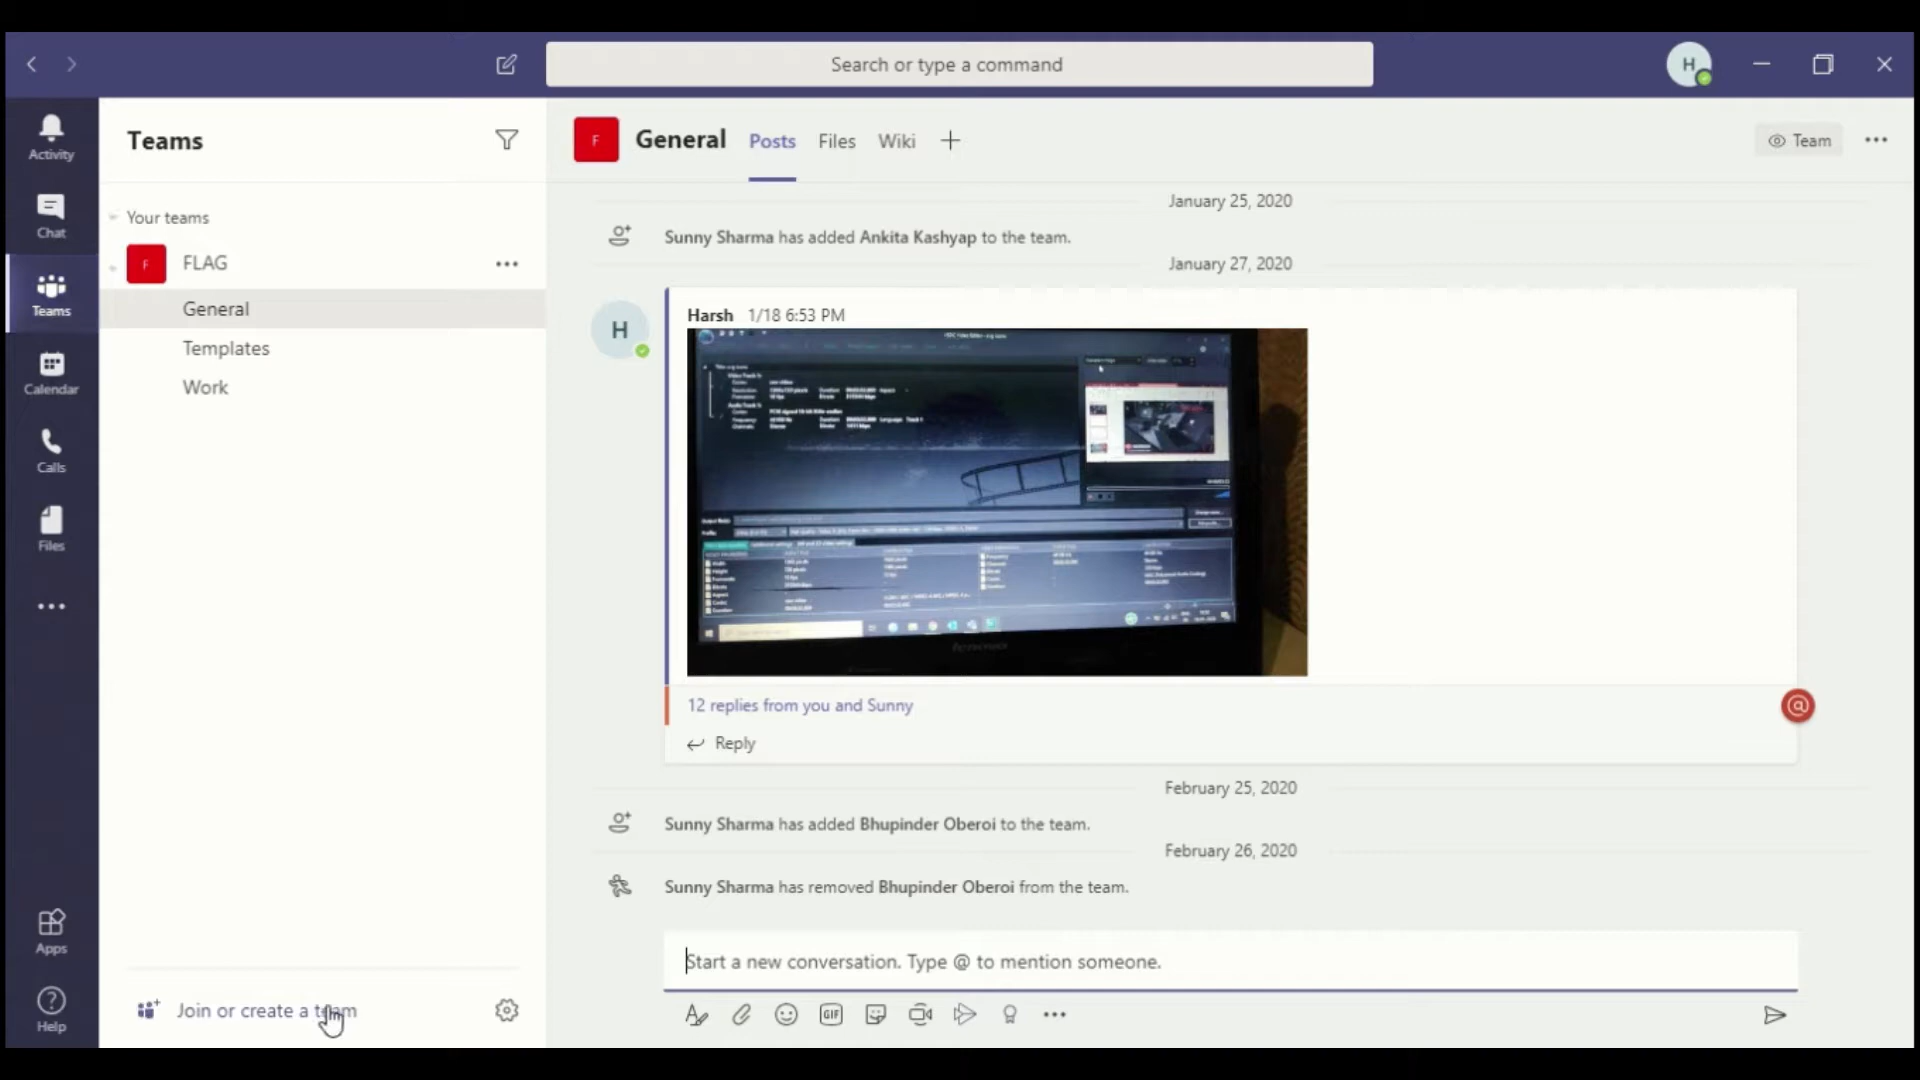 Search or type a command
H
Activity
Chat
Teams
Calendar
Calls
Files
Apps
Help
Teams
Your teams
F
FLAG
General
Templates
Work
Join or create a team
F
General
Posts
Files
Wiki
Team
January 25, 2020
Sunny Sharma has added Ankita Kashyap to the team.
January 27, 2020
H
Harsh 1/18 6:53 PM
12 replies from you and Sunny
@
Reply
February 25, 2020
Sunny Sharma has added Bhupinder Oberoi to the team.
February 26, 2020
Sunny Sharma has removed Bhupinder Oberoi from the team.
Start a new conversation. Type @ to mention someone.
GIF